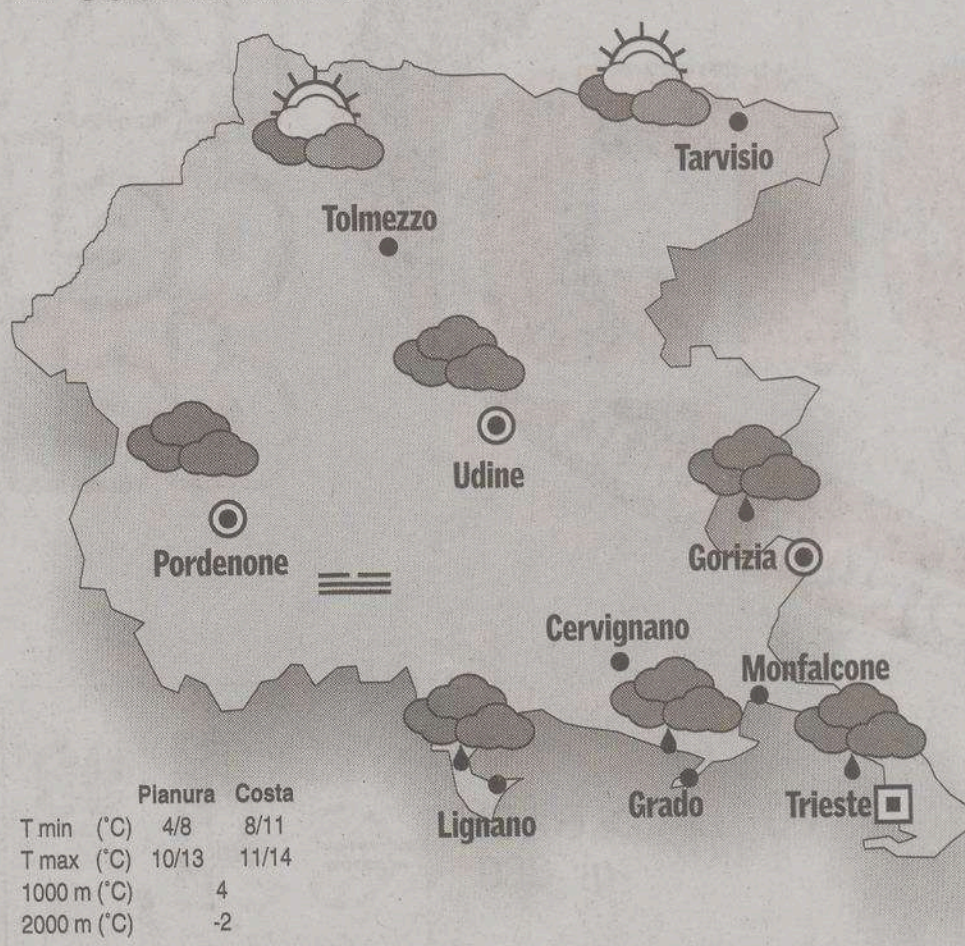 Tarvisio
Tolmezzo
Udine
Pordenone
Gorizia
Cervignano
Monfalcone
Lignano
Grado
Trieste
Pianura Costa
T min (°C) 4/8 8/11
T max (°C) 10/13 11/14
1000 m (°C) 4
2000 m (°C) -2